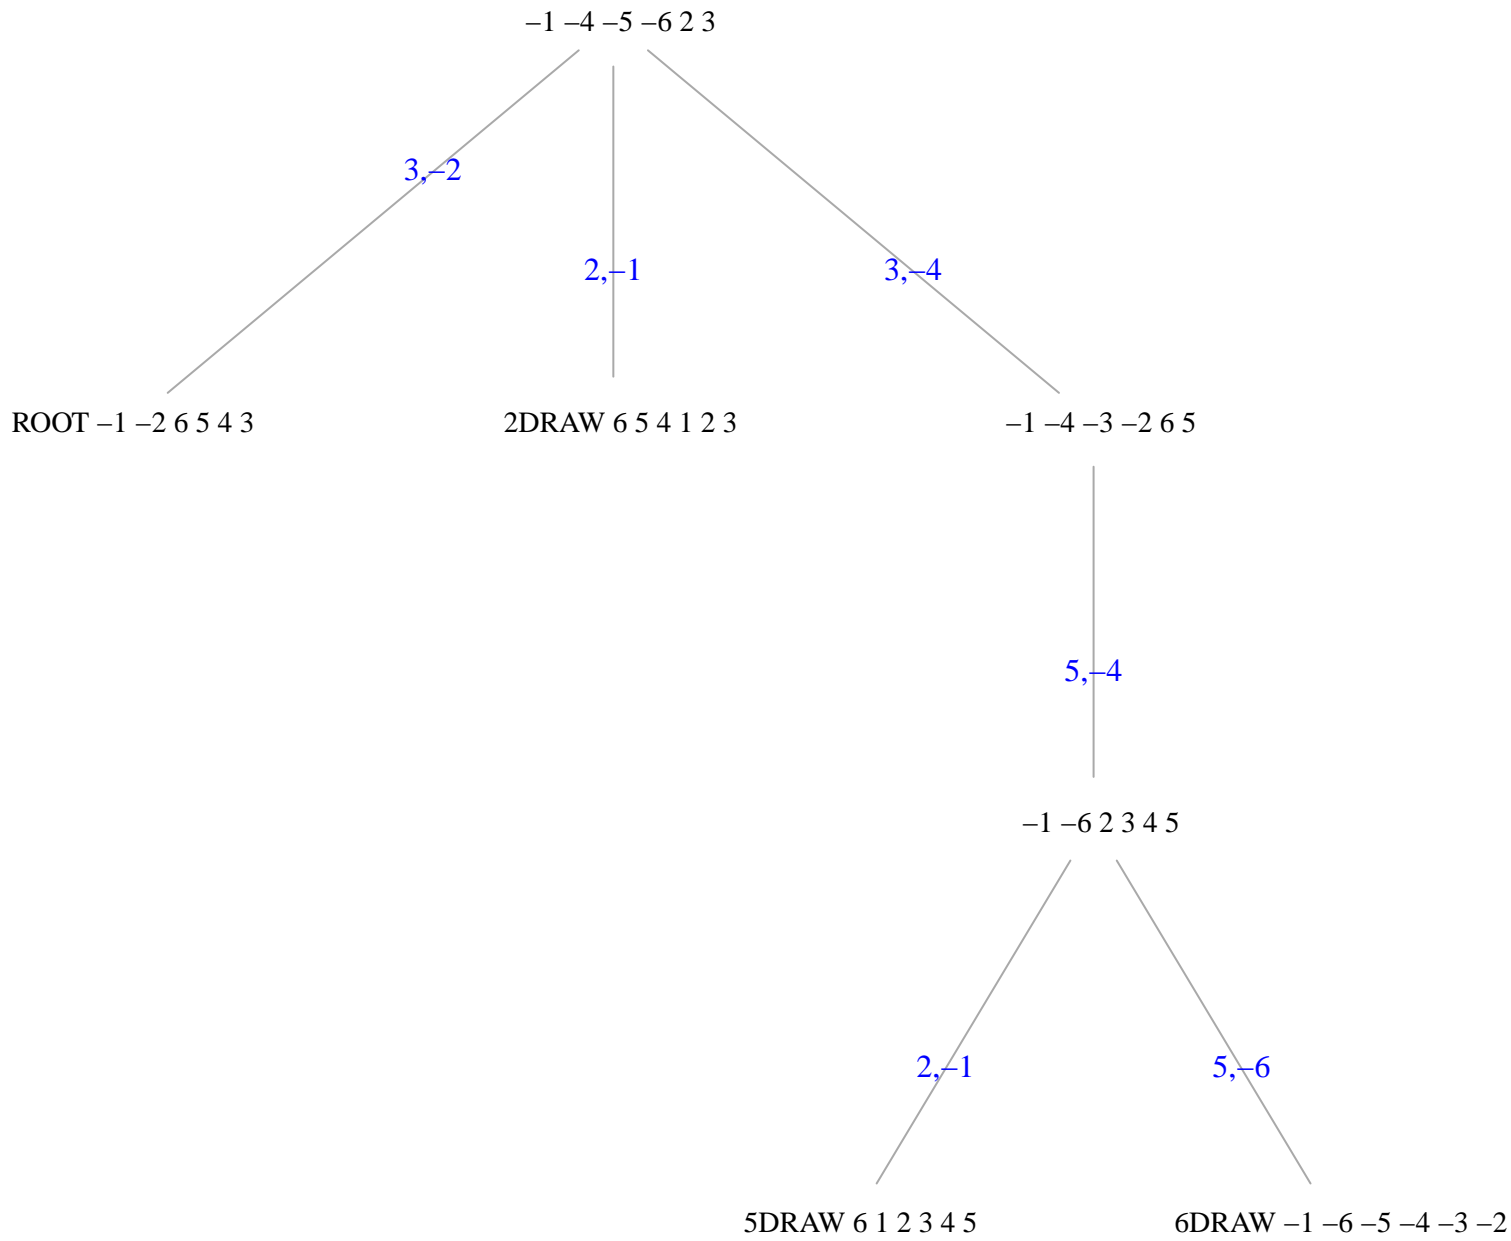 –1 –4 –5 –6 2 3
3,–2
2,–1
3,–4
ROOT –1 –2 6 5 4 3
2DRAW 6 5 4 1 2 3
–1 –4 –3 –2 6 5
5,–4
–1 –6 2 3 4 5
2,–1
5,–6
5DRAW 6 1 2 3 4 5
6DRAW –1 –6 –5 –4 –3 –2